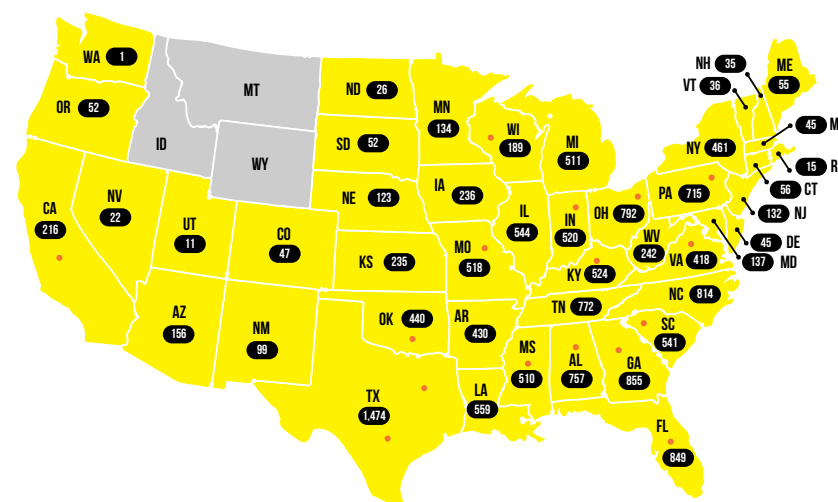 WA 1
OR 52
CA 216
NV 22
ID
MT
WY
UT 11
AZ 156
CO 47
NM 99
ND 26
SD 52
NE 123
KS 235
OK 440
TX 1,474
MN 134
IA 236
MO 518
AR 430
LA 559
WI 189
IL 544
MI 511
IN 520
OH 792
KY 524
TN 772
MS 510
AL 757
GA 855
FL 849
SC 541
NC 814
VA 418
WV 242
PA 715
NY 461
VT 36
NH 35
ME 55
45 M
15 R
56 CT
132 NJ
45 DE
137 MD